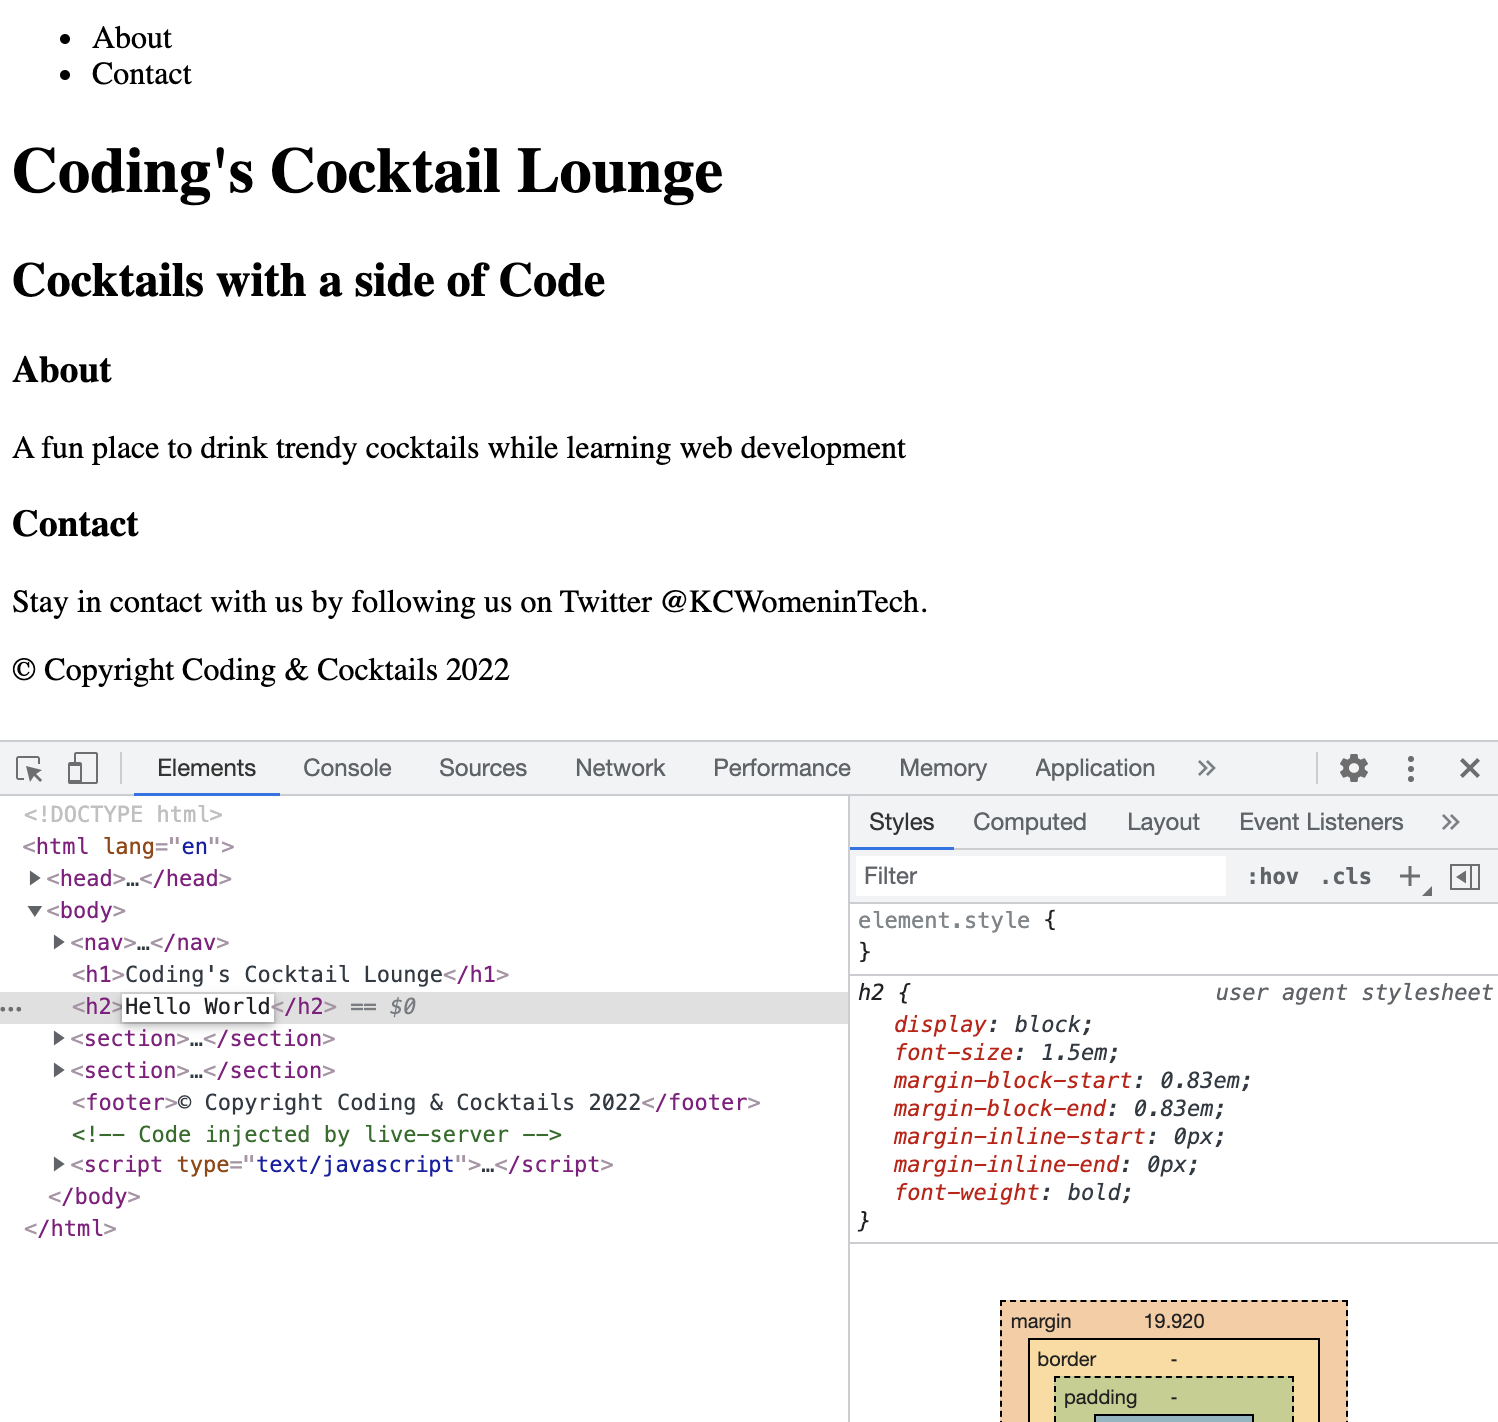 About
Contact
Coding's Cocktail Lounge
Cocktails with a side of Code
About
A fun place to drink trendy cocktails while learning web development
Contact
Stay in contact with us by following us on Twitter @KCWomeninTech.
© Copyright Coding & Cocktails 2022
Elements Console Sources Network Performance Memory Application »
<!DOCTYPE html>
<html lang="en">
<head>…</head>
<body>
<nav>…</nav>
<h1>Coding's Cocktail Lounge</h1>
<h2>Hello World</h2> == $0
<section>…</section>
<section>…</section>
<footer>© Copyright Coding & Cocktails 2022</footer>
<!-- Code injected by live-server -->
<script type="text/javascript">…</script>
</body>
</html>
Styles Computed Layout Event Listeners »
Filter :hov .cls +
element.style {
}
h2 { user agent stylesheet
display: block;
font-size: 1.5em;
margin-block-start: 0.83em;
margin-block-end: 0.83em;
margin-inline-start: 0px;
margin-inline-end: 0px;
font-weight: bold;
}
margin 19.920
border -
padding -